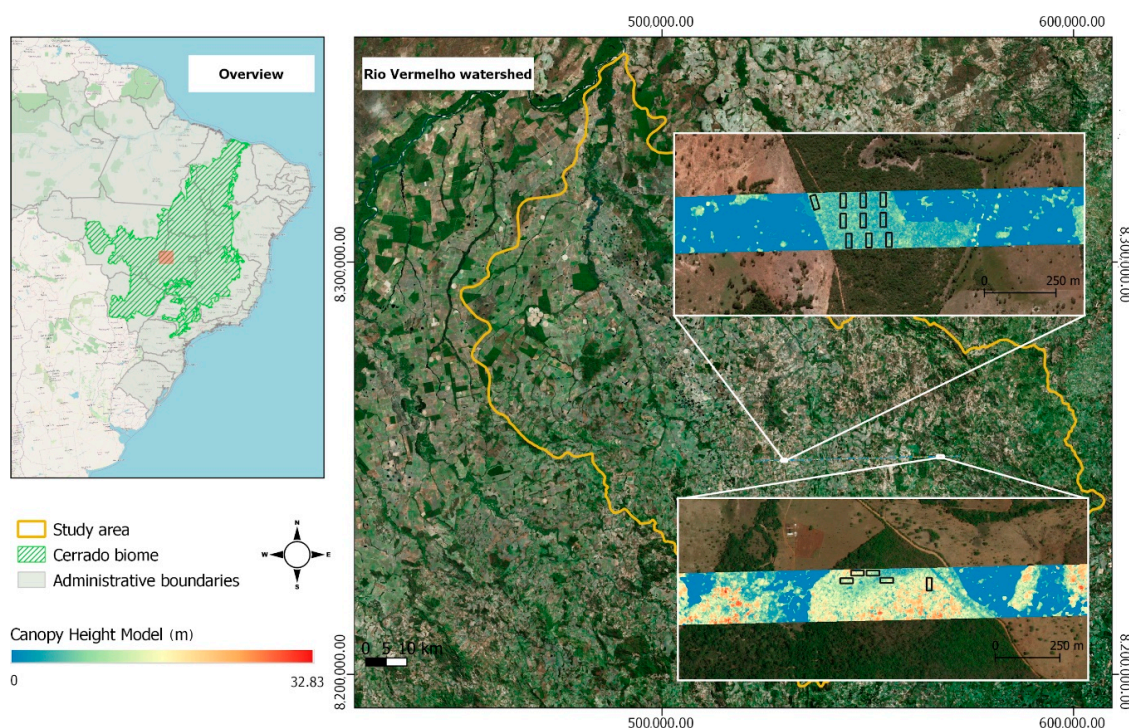 500,000.00
600,000.00
Overview
Rio Vermelho watershed
8.300,000.00
8.300,000.00
0
250 m
Study area
Cerrado biome
Administrative boundaries
N
W
E
S
Canopy Height Model (m)
0
32.83
0
250 m
0 5 10 km
8.200,000.00
8.200,000.00
500,000.00
600,000.00